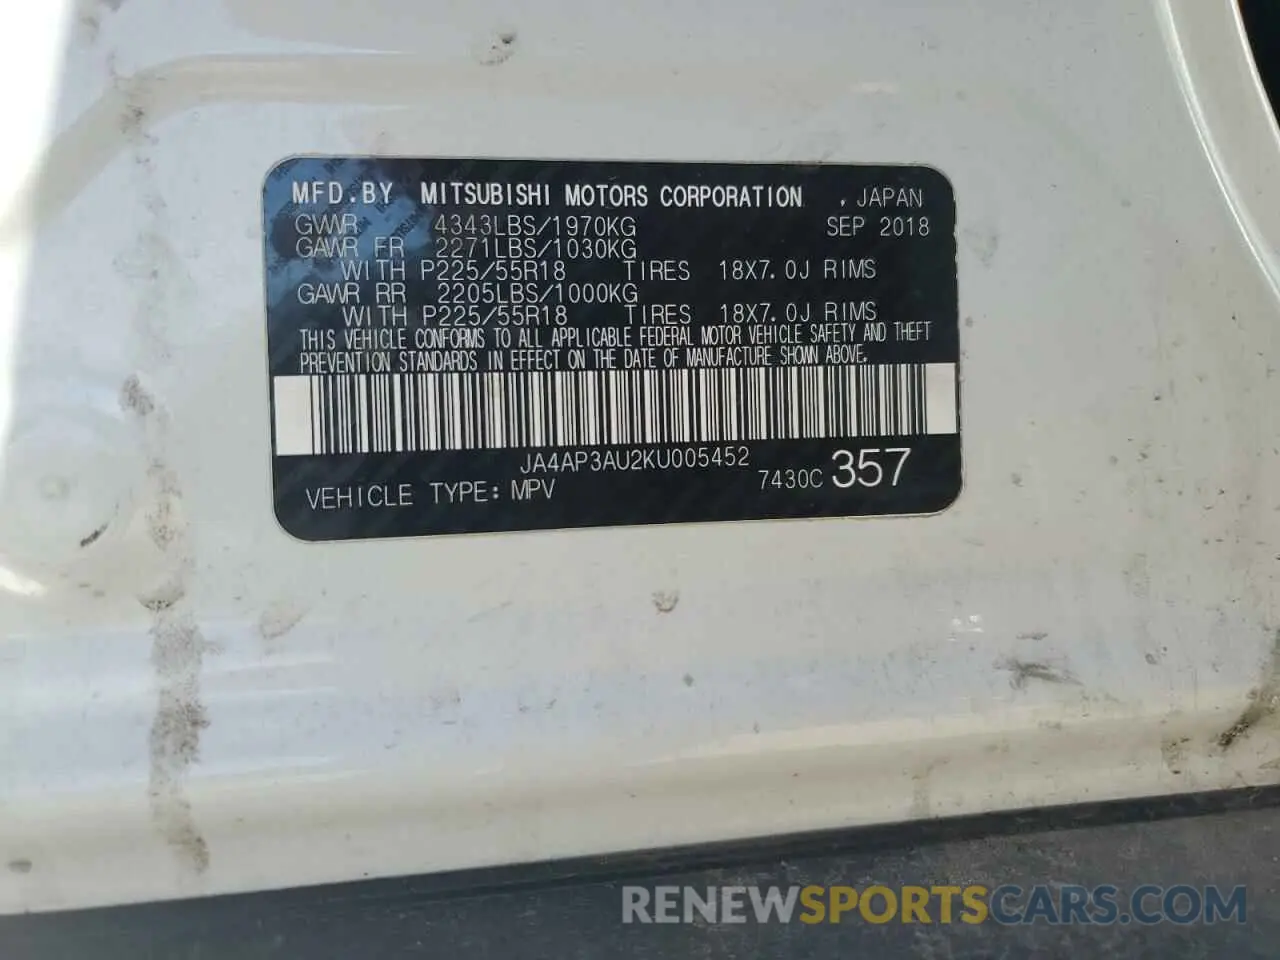 MFD.BY MITSUBISHI MOTORS CORPORATION , JAPAN
GVWR 4343LBS/1970KG SEP 2018
GAWR FR 2271LBS/1030KG
WITH P225/55R18 TIRES 18X7.0J RIMS
GAWR RR 2205LBS/1000KG
WITH P225/55R18 TIRES 18X7.0J RIMS
THIS VEHICLE CONFORMS TO ALL APPLICABLE FEDERAL MOTOR VEHICLE SAFETY AND THEFT
PREVENTION STANDARDS IN EFFECT ON THE DATE OF MANUFACTURE SHOWN ABOVE.
JA4AP3AU2KU005452
VEHICLE TYPE: MPV 7430C 357
RENEWSPORTSCARS.COM